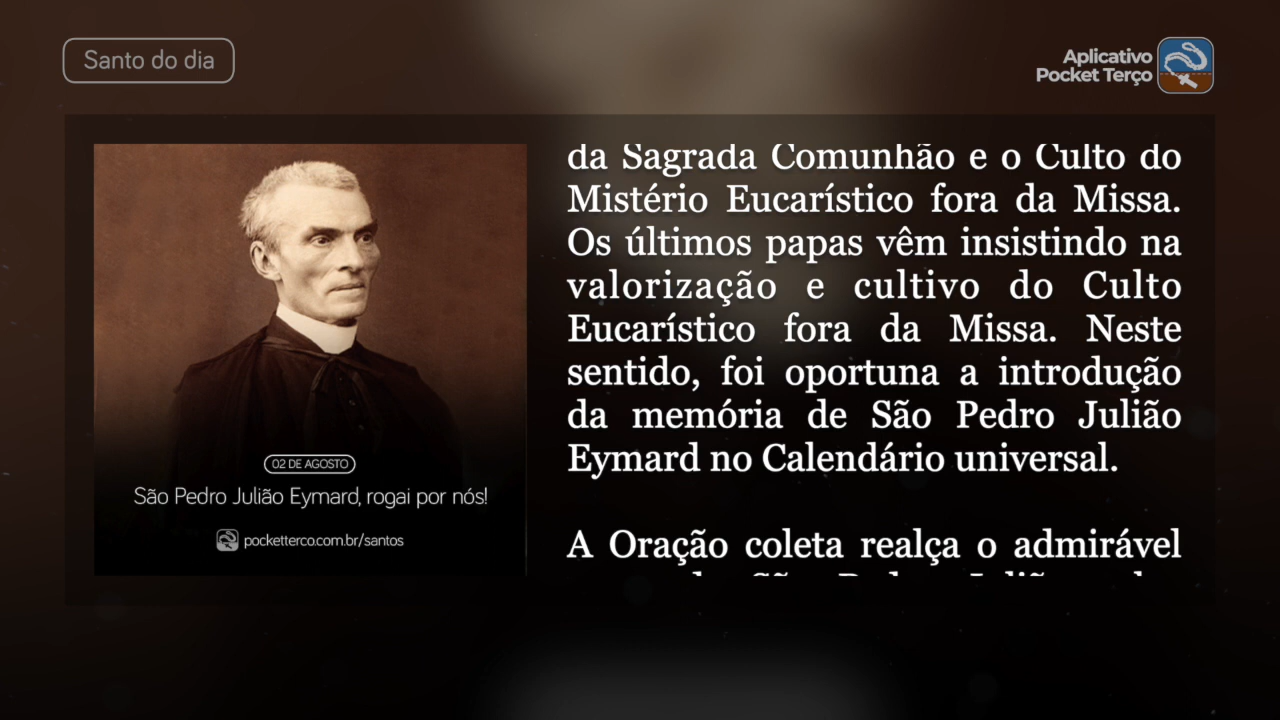 Santo do dia
Aplicativo
Pocket Terço
da Sagrada Comunhão e o Culto do
Mistério Eucarístico fora da Missa.
Os últimos papas vêm insistindo na
valorização e cultivo do Culto
Eucarístico fora da Missa. Neste
sentido, foi oportuna a introdução
da memória de São Pedro Julião
Eymard no Calendário universal.
A Oração coleta realça o admirável
02 DE AGOSTO
São Pedro Julião Eymard, rogai por nós!
pocketterco.com.br/santos